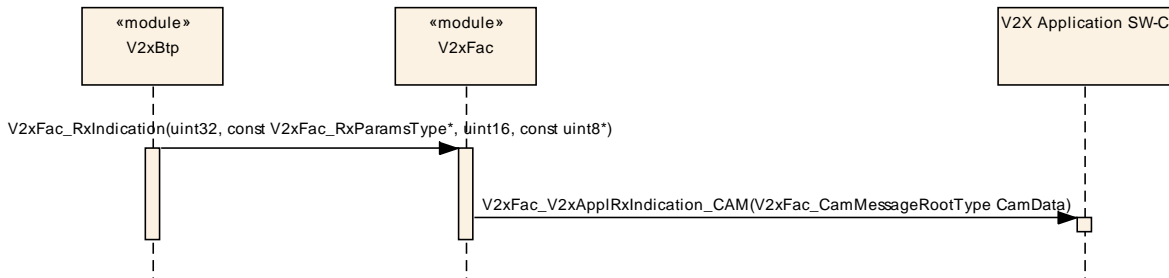 «module»
V2xBtp
«module»
V2xFac
V2X Application SW-C
V2xFac_RxIndication(uint32, const V2xFac_RxParamsType*, uint16, const uint8*)
V2xFac_V2xApplRxIndication_CAM(V2xFac_CamMessageRootType CamData)